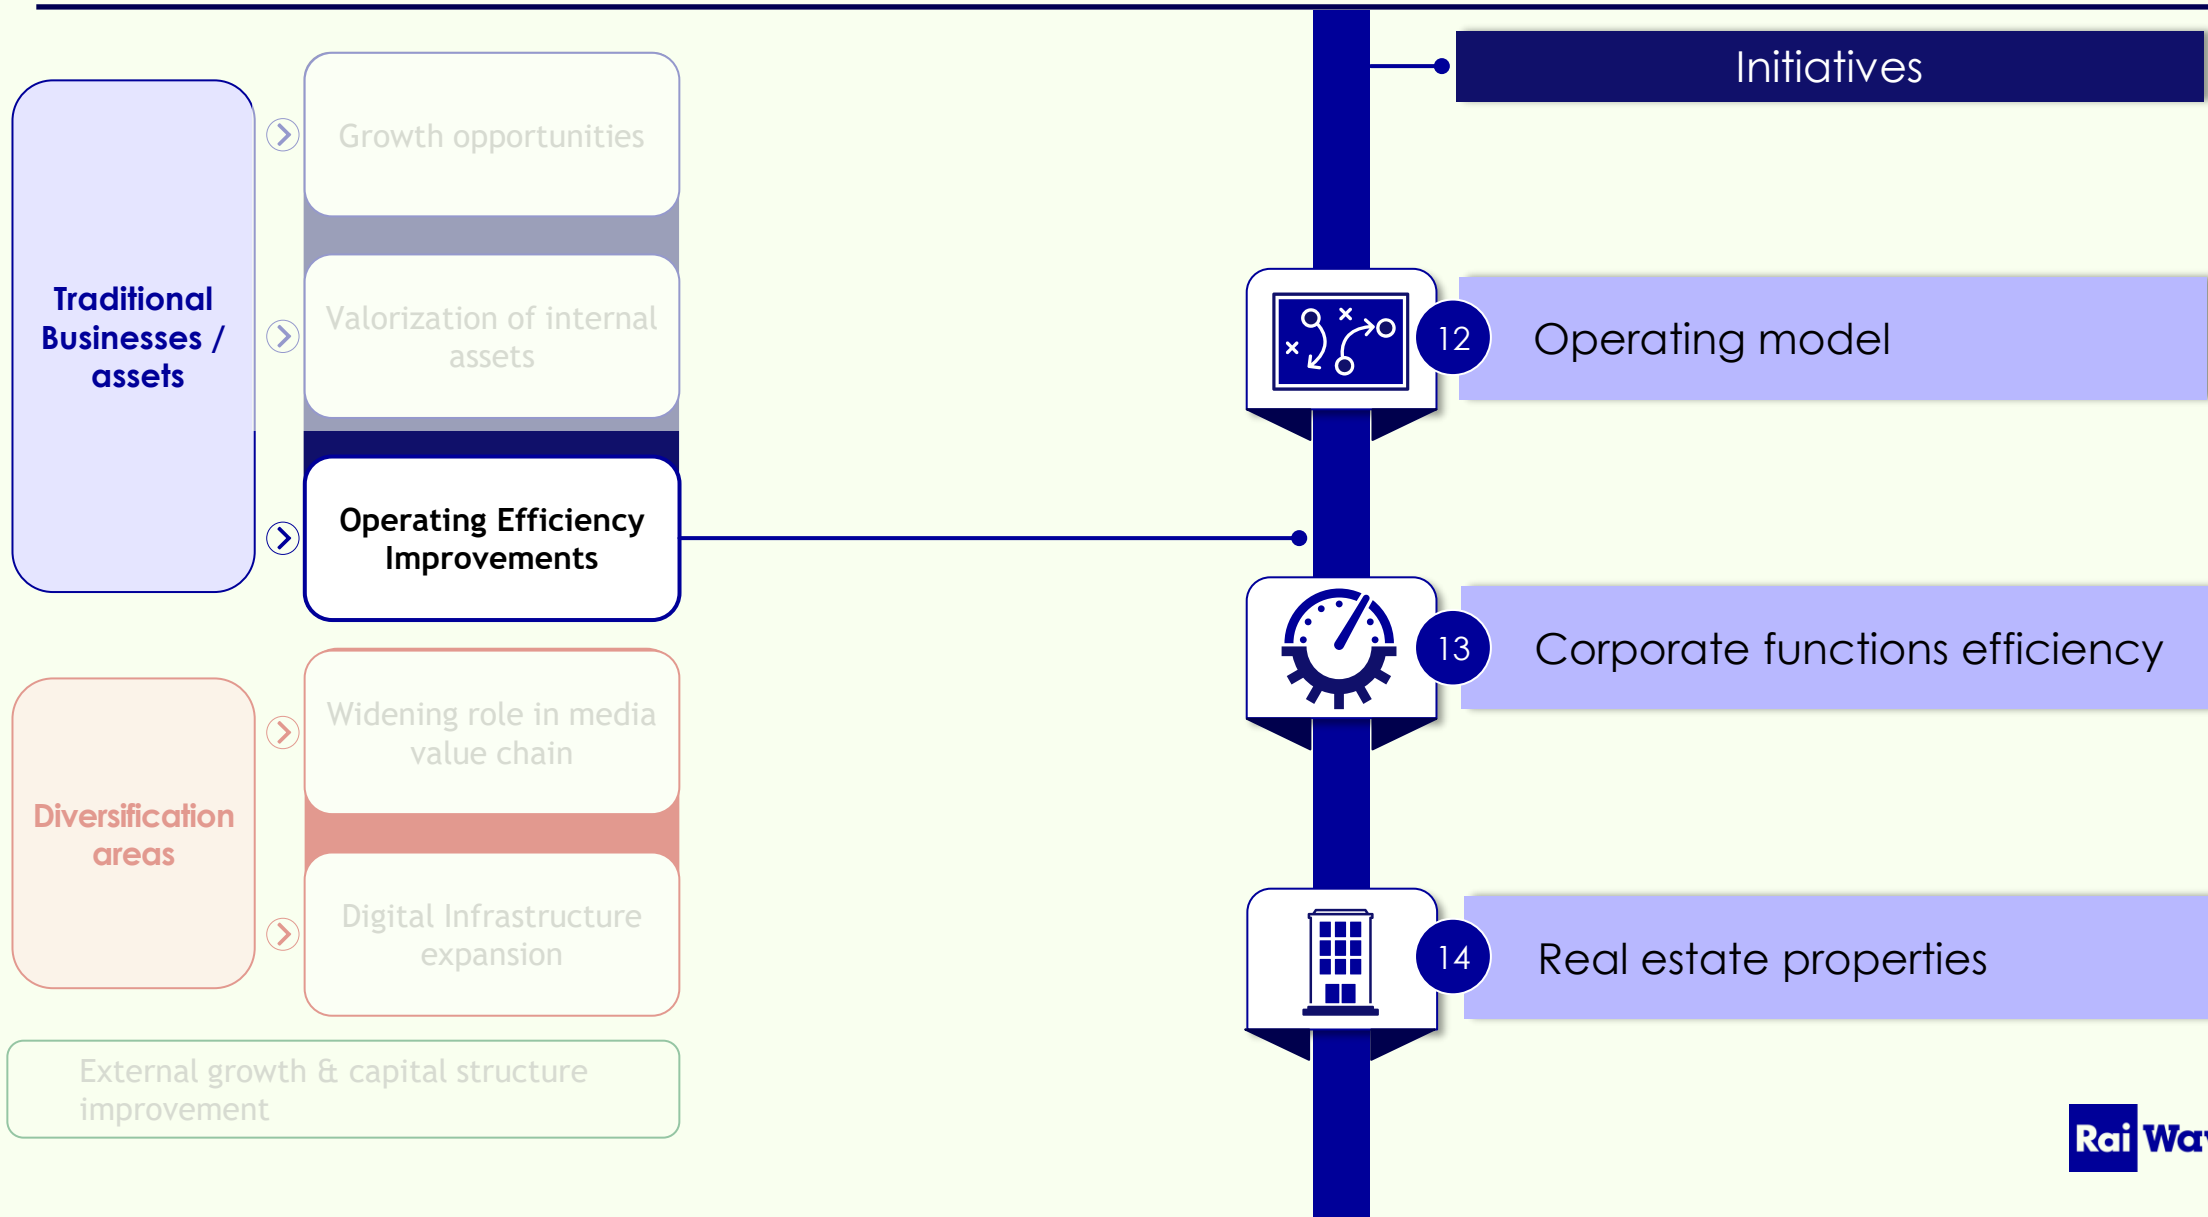 Initiatives
Traditional
Businesses /
assets
Growth opportunities
Valorization of internal
assets
Operating Efficiency
Improvements
Diversification
areas
Widening role in media
value chain
Digital Infrastructure
expansion
External growth & capital structure
improvement
12
Operating model
13
Corporate functions efficiency
14
Real estate properties
Rai